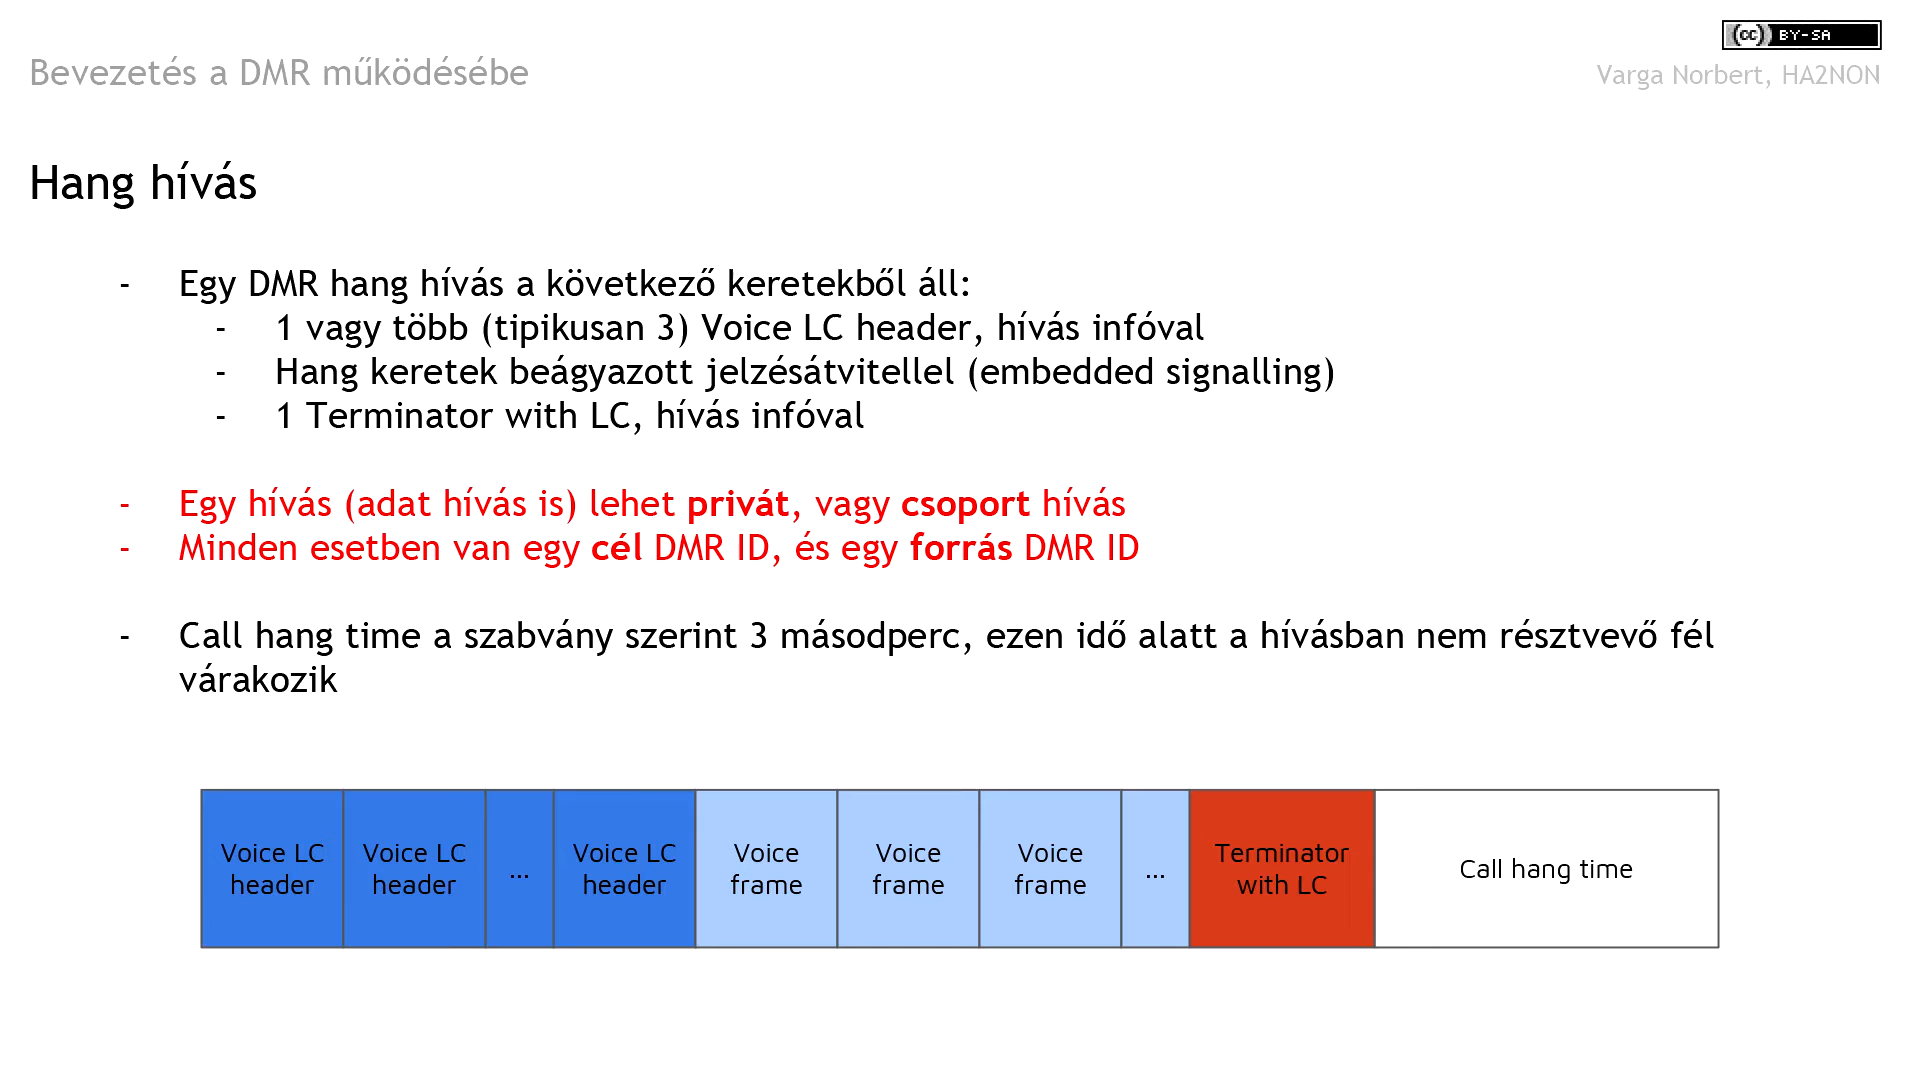 (cc) BY-SA
Bevezetés a DMR működésébe
Varga Norbert, HA2NON
Hang hívás
- Egy DMR hang hívás a következő keretekből áll:
- 1 vagy több (tipikusan 3) Voice LC header, hívás infóval
- Hang keretek beágyazott jelzésátvitellel (embedded signalling)
- 1 Terminator with LC, hívás infóval
- Egy hívás (adat hívás is) lehet privát, vagy csoport hívás
- Minden esetben van egy cél DMR ID, és egy forrás DMR ID
- Call hang time a szabvány szerint 3 másodperc, ezen idő alatt a hívásban nem résztvevő fél
várakozik
Voice LC
header
Voice LC
header
...
Voice LC
header
Voice
frame
Voice
frame
Voice
frame
...
Terminator
with LC
Call hang time